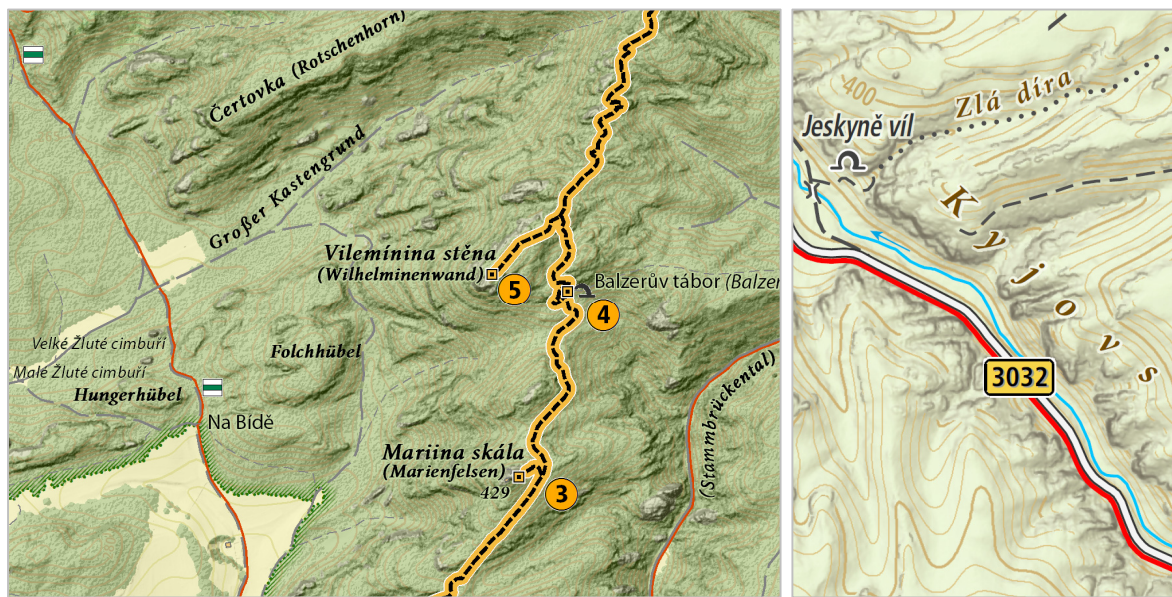 Čertovka (Rotschenhorn)
Großer Kastengrund
Vilemínina stěna
(Wilhelminenwand)
5
Balzerův tábor (Balzer
4
Velké Žluté cimbuří
Malé Žluté cimbuří
Hungerhübel
Folchhübel
Na Bídě
Mariina skála
(Marienfelsen)
429
3
(Stammbrückental)
400
Zlá díra
Jeskyně víl
Kyjovs
3032